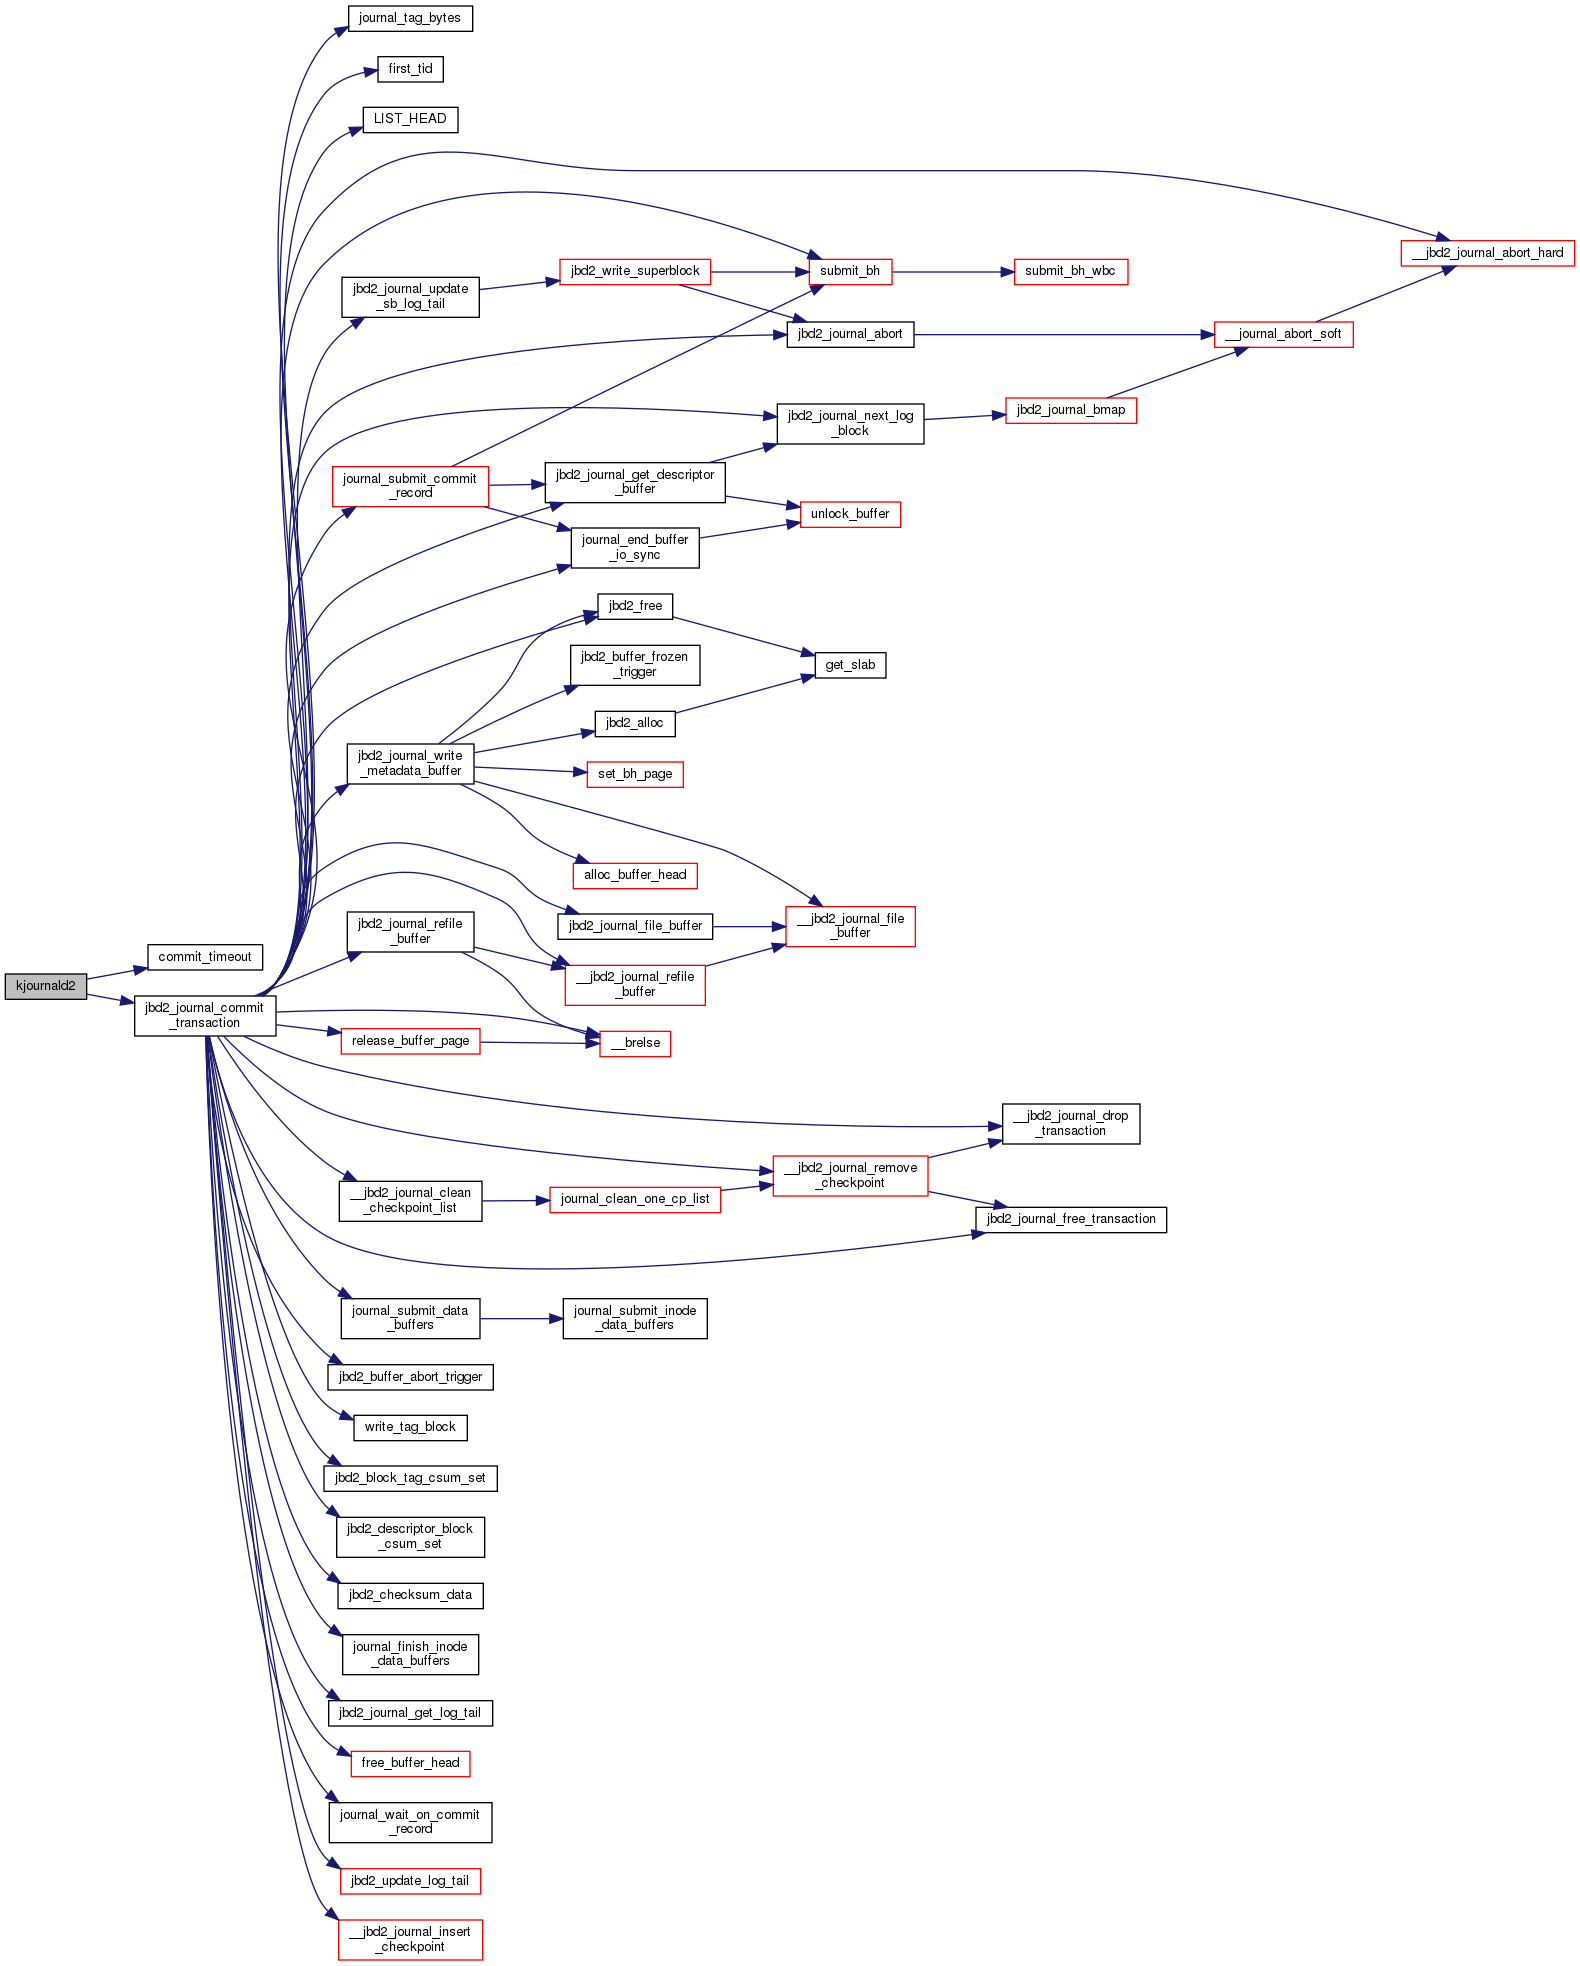 journal_tag_bytes
first_tid
LIST_HEAD
__jbd2_journal_abort_hard
jbd2_write_superblock
submit_bh
submit_bh_wbc
jbd2_journal_update
_sb_log_tail
jbd2_journal_abort
__journal_abort_soft
jbd2_journal_next_log
_block
jbd2_journal_bmap
journal_submit_commit
_record
jbd2_journal_get_descriptor
_buffer
unlock_buffer
journal_end_buffer
_io_sync
jbd2_free
jbd2_buffer_frozen
_trigger
get_slab
jbd2_alloc
jbd2_journal_write
_metadata_buffer
set_bh_page
alloc_buffer_head
jbd2_journal_refile
_buffer
jbd2_journal_file_buffer
__jbd2_journal_file
_buffer
commit_timeout
kjournald2
__jbd2_journal_refile
_buffer
jbd2_journal_commit
_transaction
release_buffer_page
__brelse
__jbd2_journal_drop
_transaction
__jbd2_journal_remove
_checkpoint
__jbd2_journal_clean
_checkpoint_list
journal_clean_one_cp_list
jbd2_journal_free_transaction
journal_submit_data
_buffers
journal_submit_inode
_data_buffers
jbd2_buffer_abort_trigger
write_tag_block
jbd2_block_tag_csum_set
jbd2_descriptor_block
_csum_set
jbd2_checksum_data
journal_finish_inode
_data_buffers
jbd2_journal_get_log_tail
free_buffer_head
journal_wait_on_commit
_record
jbd2_update_log_tail
__jbd2_journal_insert
_checkpoint